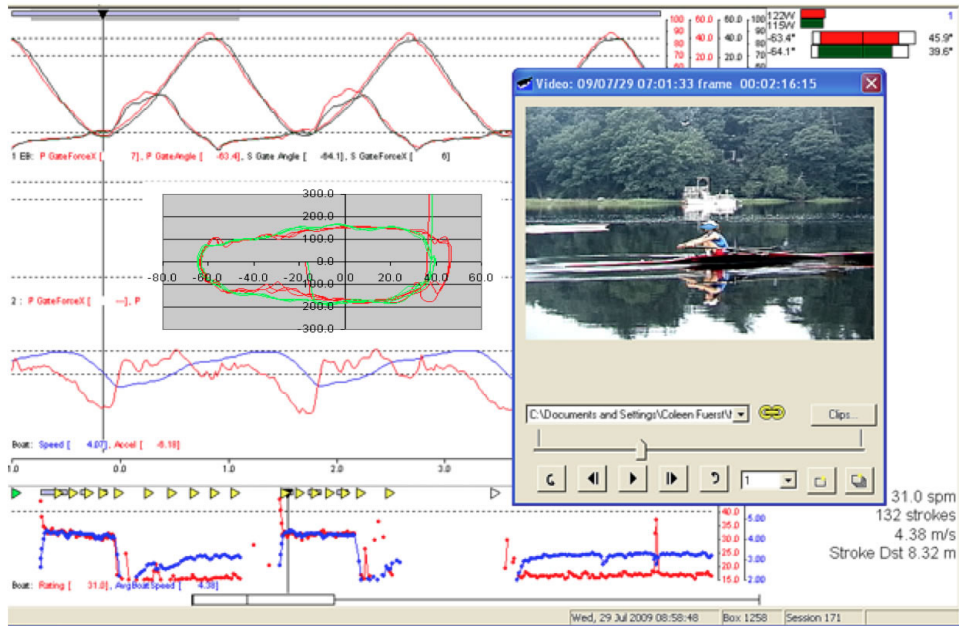 100 60.0 60.0 100
90 50.0 50.0 90
80 80
70 40.0 40.0 70
122W
115W
-63.4° 45.9°
-64.1° 39.6°
1
Video: 09/07/29 07:01:33 frame 00:02:16:15
1 EB: P GateForceX [ 7], P GateAngle [ -63.4], S Gate Angle [ -64.1], S GateForceX [ 6]
300.0
200.0
100.0
0.0
-80.0 -60.0 -40.0 -20.0 0.0 20.0 40.0 60.0
100.0
200.0
-300.0
2 : P GateForceX [ ---], P
C:\Documents and Settings\Coleen Fuerst\
Clips...
Boat: Speed [ 4.07], Accel [ -6.18]
1.0 0.0 1.0 2.0 3.0
1
40.0 5.00
35.0
30.0 4.00
25.0
20.0 3.00
15.0 2.00
31.0 spm
132 strokes
4.38 m/s
Stroke Dst 8.32 m
Boat: Rating [ 31.0], AvgBoatSpeed [ 4.38]
Wed, 29 Jul 2009 08:58:48 Box 1258 Session 171